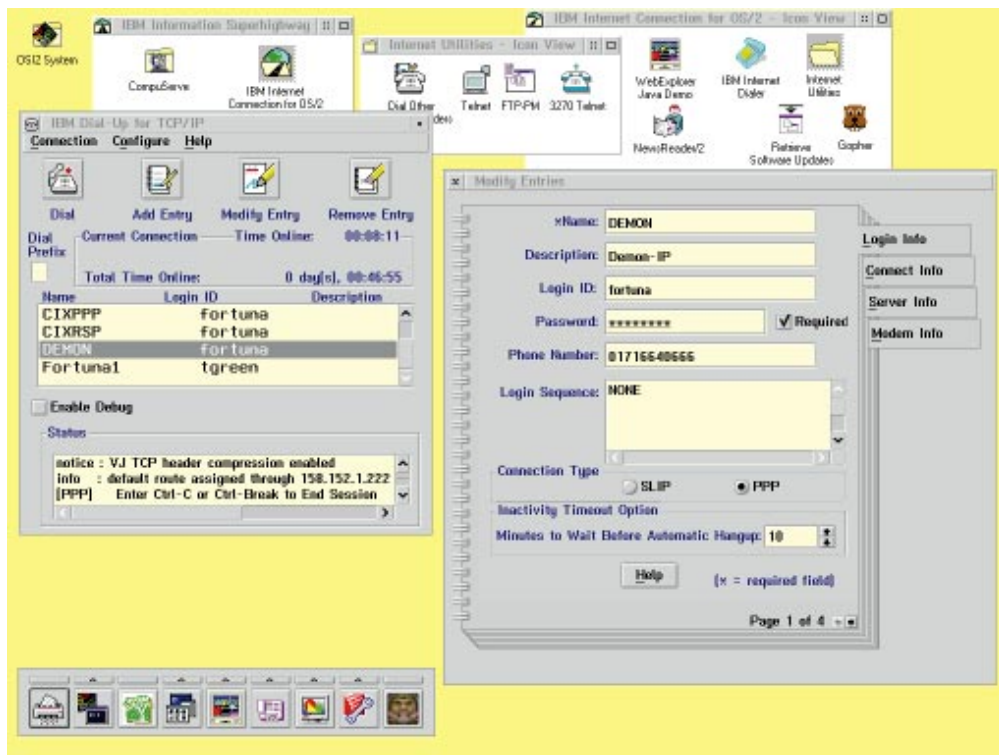 OS/2 System
IBM Information Superhighway
CompuServe
IBM Internet
Connection for OS/2
Internet Utilities - Icon View
Dial Other
Telnet
FTP-PM
3270 Telnet
IBM Internet Connection for OS/2 - Icon View
WebExplorer
Java Demo
IBM Internet
Dialer
Internet
Utilities
NewsReader/2
Retrieve
Software Updates
Gopher
IBM Dial-Up for TCP/IP
Connection Configure Help
Dial Add Entry Modify Entry Remove Entry
Dial
Prefix
Current Connection Time Online: 00:08:11
Total Time Online: 0 day(s), 00:46:55
Name Login ID Description
CIXPPP fortuna
CIXRSP fortuna
DEMON fortuna
Fortuna1 tgreen
Enable Debug
Status
notice : VJ TCP header compression enabled
info : default route assigned through 158.152.1.222
[PPP] Enter Ctrl-C or Ctrl-Break to End Session
Modify Entries
*Name: DEMON
Description: Demon-IP
Login ID: fortuna
Password: ******** Required
Phone Number: 01716640666
Login Sequence: NONE
Connection Type
SLIP PPP
Inactivity Timeout Option
Minutes to Wait Before Automatic Hangup: 10
Help (* = required field)
Page 1 of 4
Login Info
Connect Info
Server Info
Modem Info